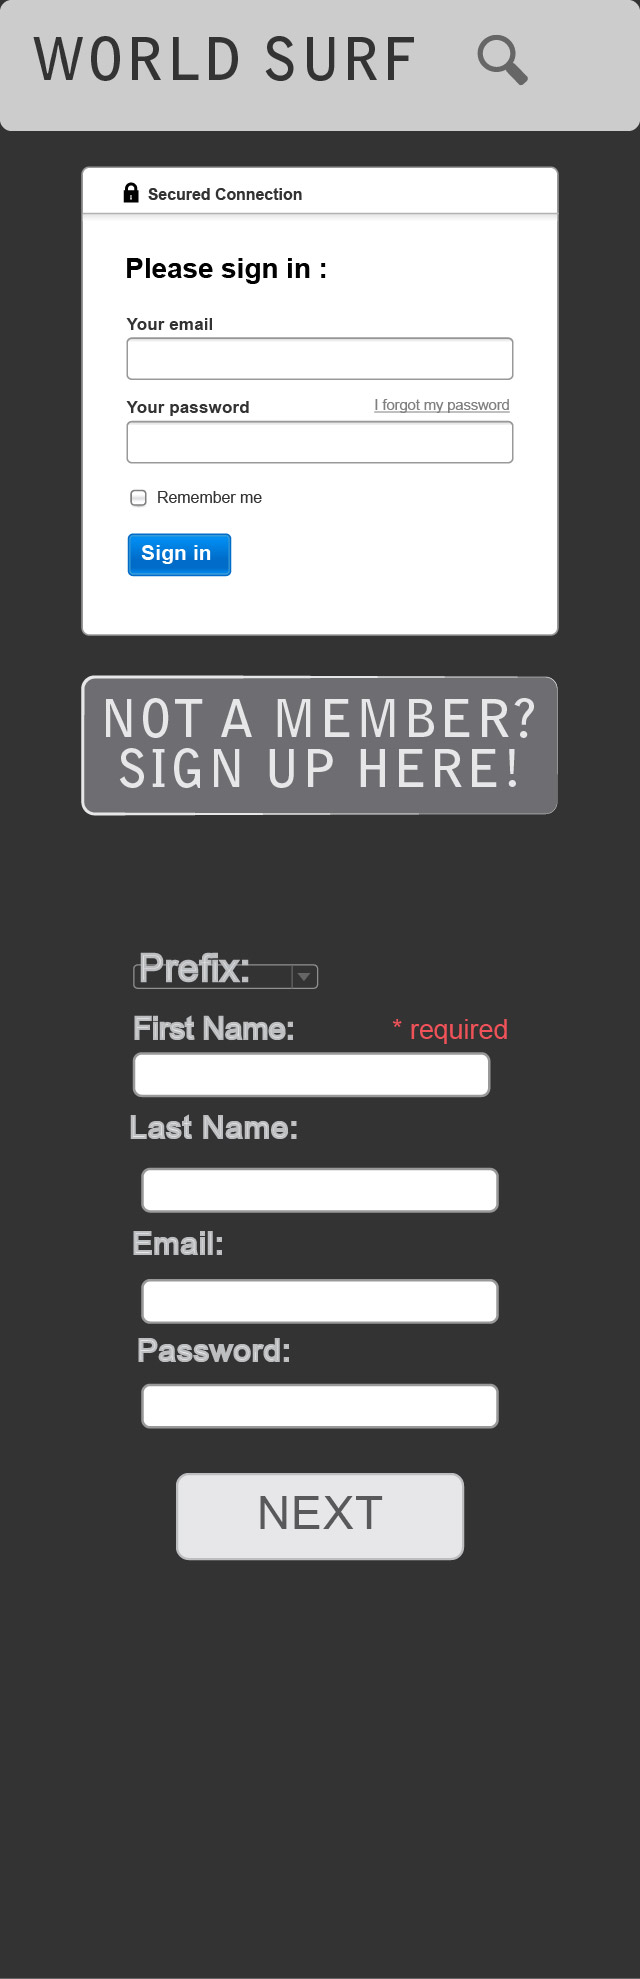 WORLD SURF
Secured Connection
Please sign in :
Your email
Your password
I forgot my password
Remember me
Sign in
NOT A MEMBER?
SIGN UP HERE!
Prefix:
First Name:
* required
Last Name:
Email:
Password:
NEXT